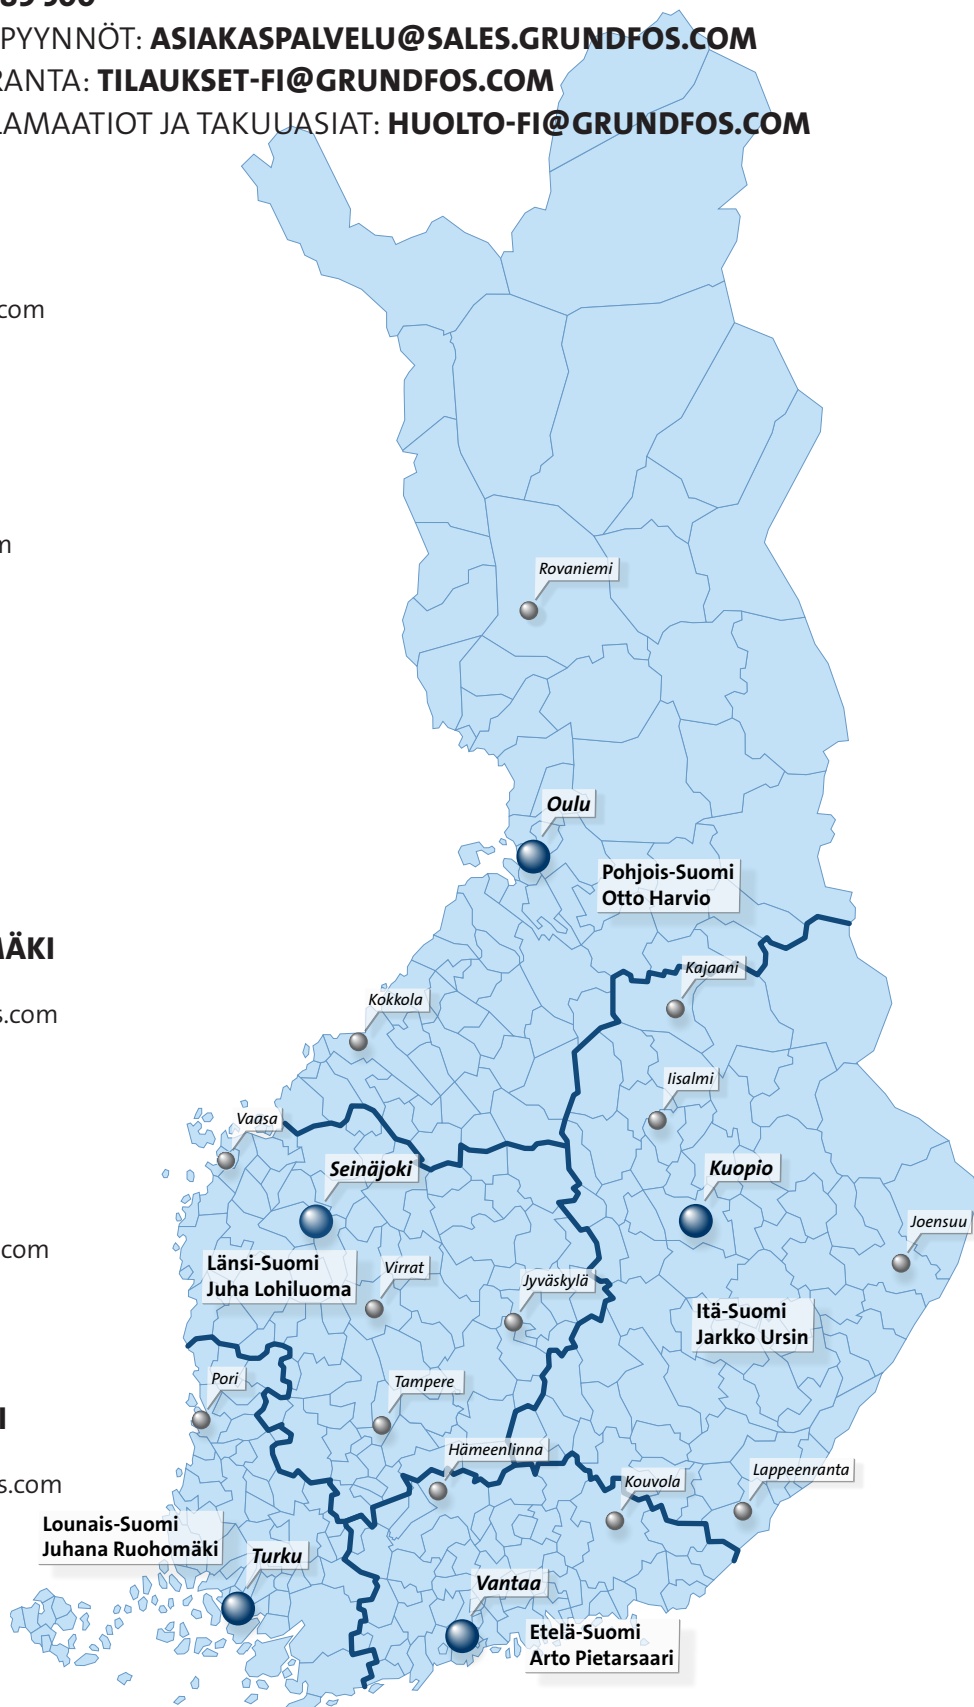 PYYNNÖT: ASIAKASPALVELU@SALES.GRUNDFOS.COM
RANTA: TILAUKSET-FI@GRUNDFOS.COM
LAMAATIOT JA TAKUUASIAT: HUOLTO-FI@GRUNDFOS.COM
com
Rovaniemi
Oulu
Pohjois-Suomi
Otto Harvio
MÄKI
s.com
Kajaani
Kokkola
Iisalmi
Vaasa
Seinäjoki
Kuopio
Joensuu
com
Länsi-Suomi
Juha Lohiluoma
Virrat
Jyväskylä
Itä-Suomi
Jarkko Ursin
Pori
Tampere
Hämeenlinna
Kouvola
Lappeenranta
s.com
Lounais-Suomi
Juhana Ruohomäki
Turku
Vantaa
Etelä-Suomi
Arto Pietarsaari